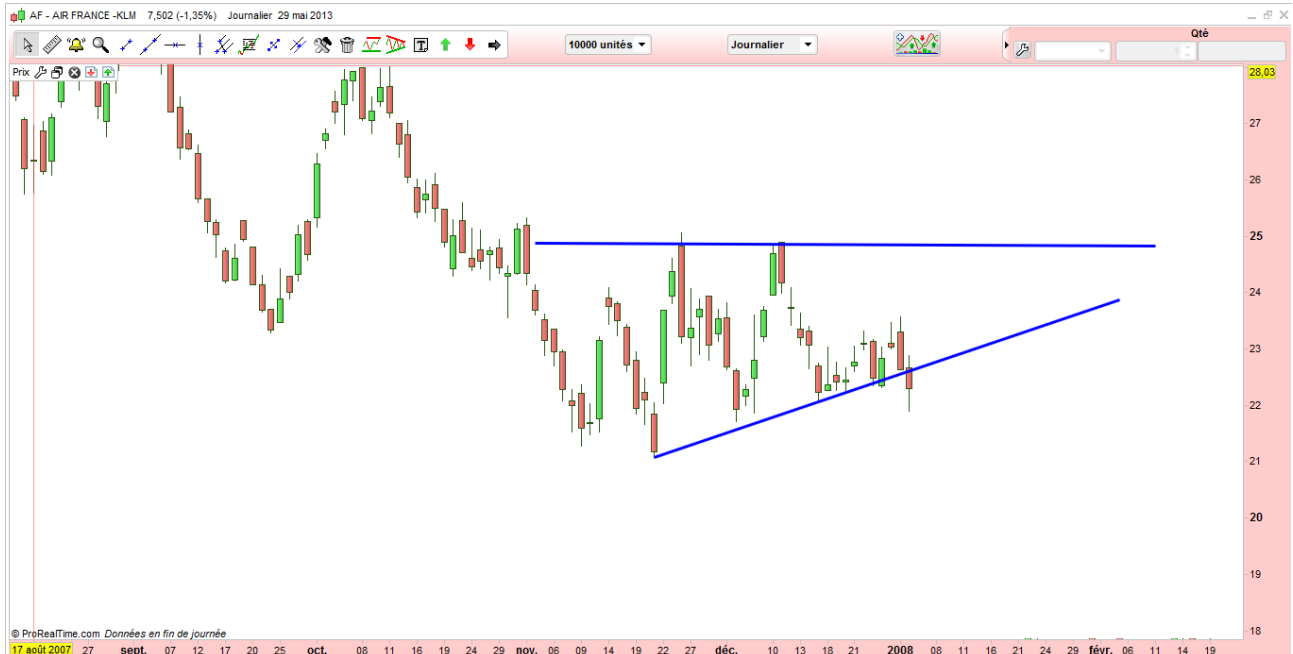 AF - AIR FRANCE -KLM 7,502 (-1,35%) Journalier 29 mai 2013
10000 unités
Journalier
Qté
1
Prix
28,03
27
26
25
24
23
22
21
20
19
18
© ProRealTime.com Données en fin de journée
17 août 2007 27 sept. 07 12 17 20 25 oct. 08 11 16 19 24 29 nov. 06 09 14 19 22 27 déc. 10 13 18 21 2008 08 11 16 21 24 29 févr. 06 11 14 19